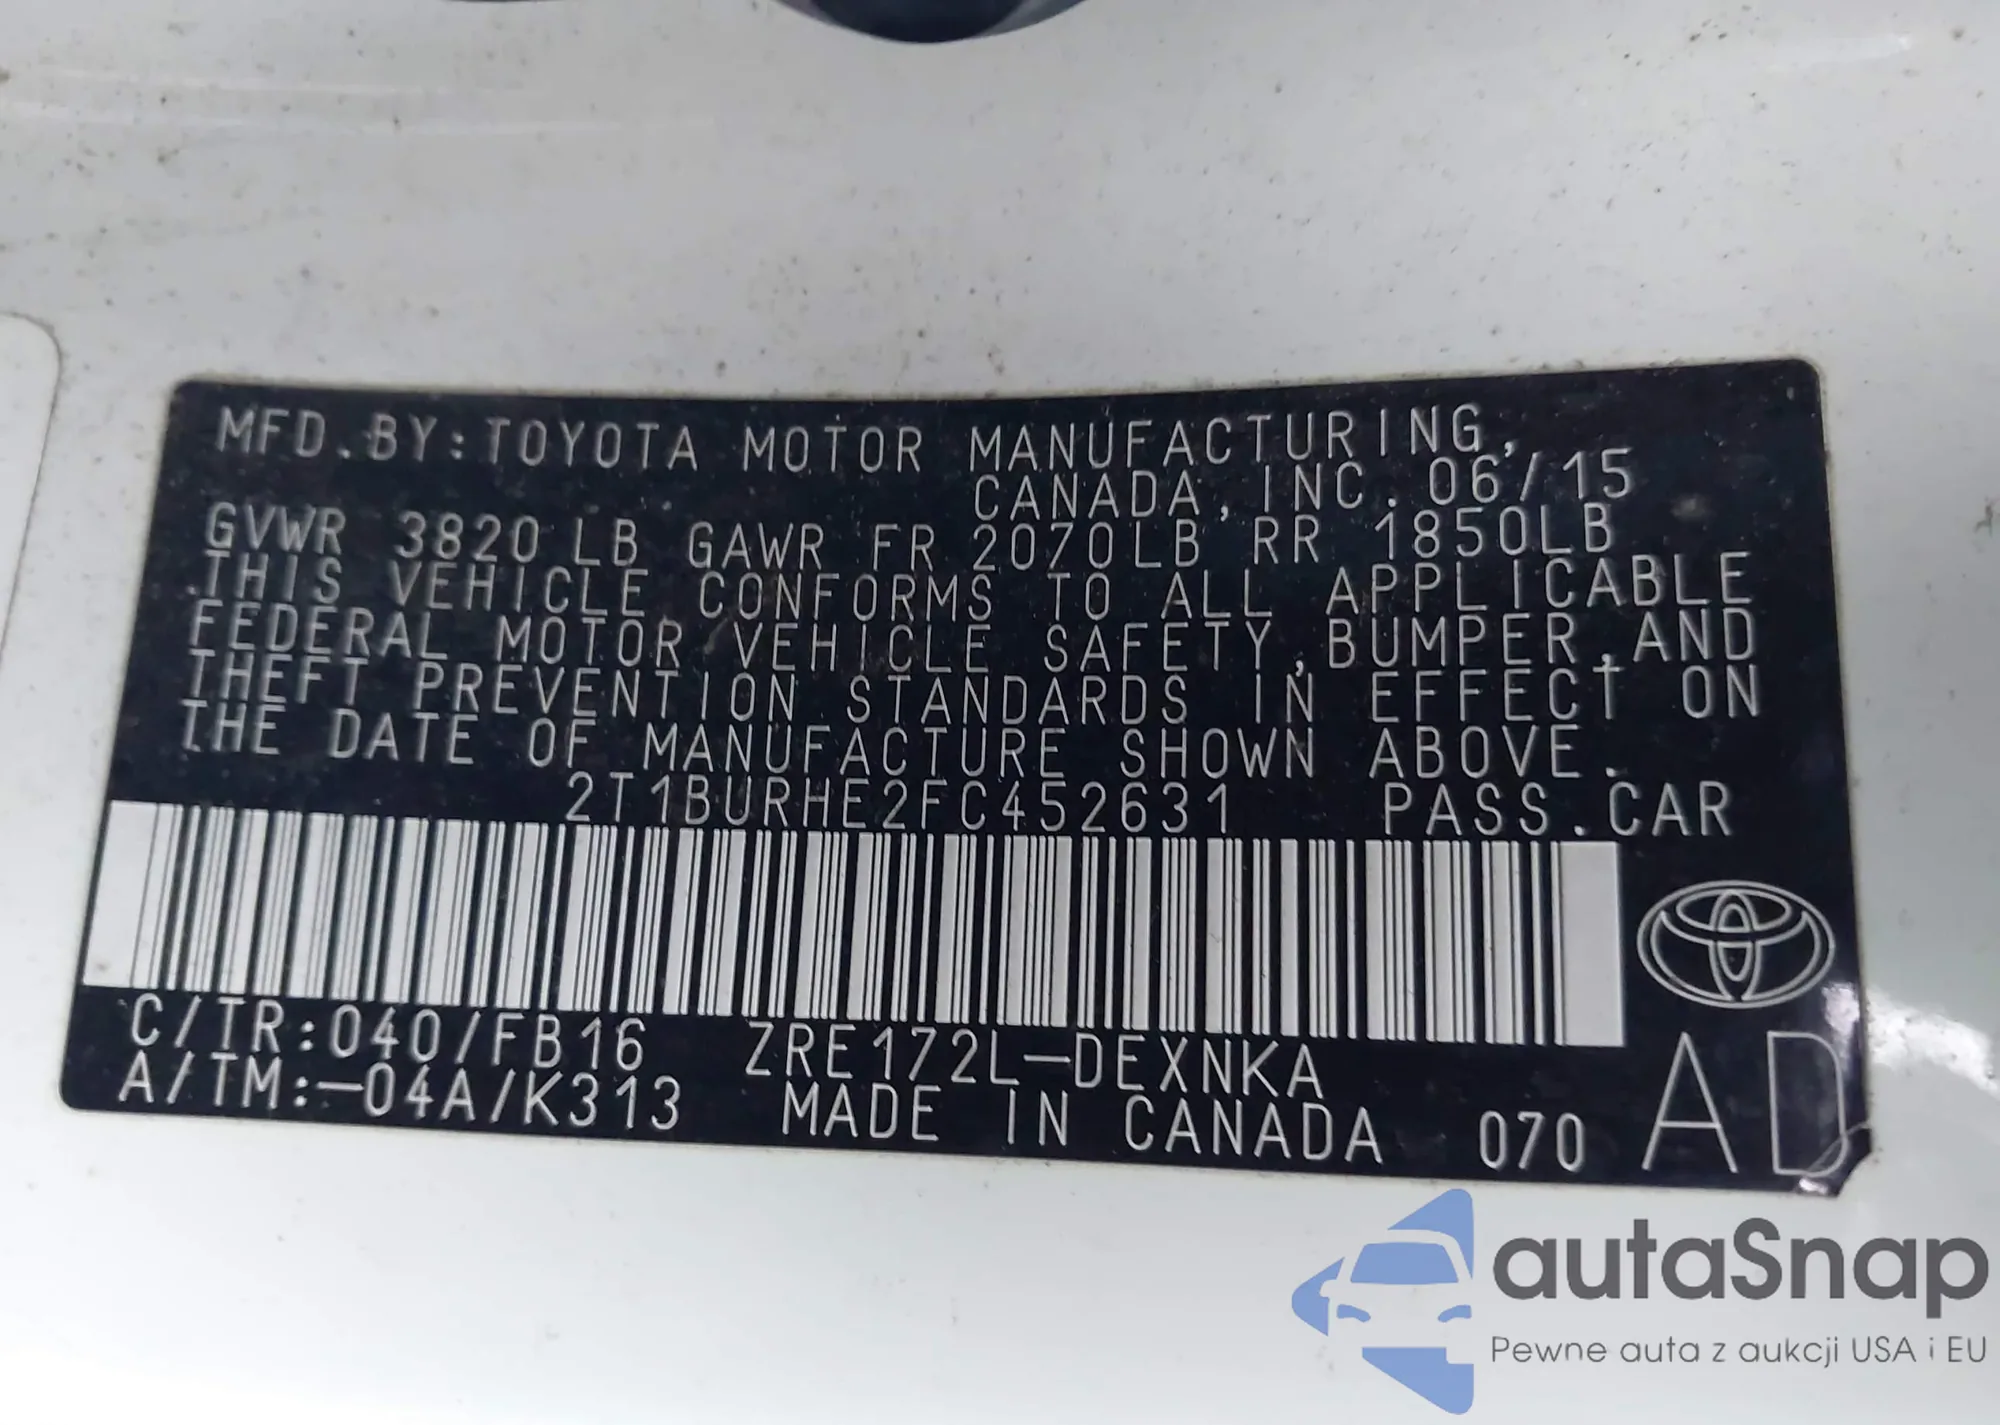 MFD.BY:TOYOTA MOTOR MANUFACTURING,
CANADA,INC. 06/15
GVWR 3820 LB GAWR FR 2070LB RR 1850LB
THIS VEHICLE CONFORMS TO ALL APPLICABLE
FEDERAL MOTOR VEHICLE SAFETY,BUMPER,AND
THEFT PREVENTION STANDARDS IN EFFECT ON
THE DATE OF MANUFACTURE SHOWN ABOVE.
2T1BURHE2FC452631 PASS.CAR
C/TR:040/FB16 ZRE172L-DEXNKA
A/TM:-04A/K313 MADE IN CANADA 070 AD
autaSnap
Pewne auta z aukcji USA i EU